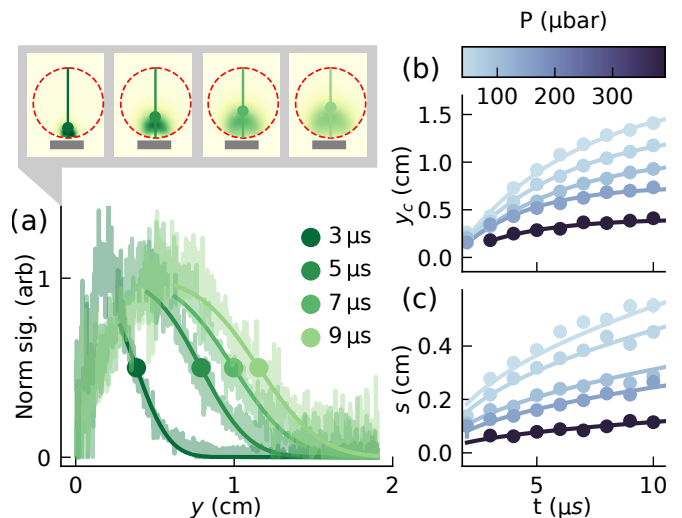 P (μbar)
100 200 300
(b)
1.5
1.0
0.5
0.0
y_c (cm)
(a)
3 μs
5 μs
7 μs
9 μs
1
0
Norm sig. (arb)
0 1 2
y (cm)
(c)
0.4
0.2
0.0
s (cm)
5 10
t (μs)